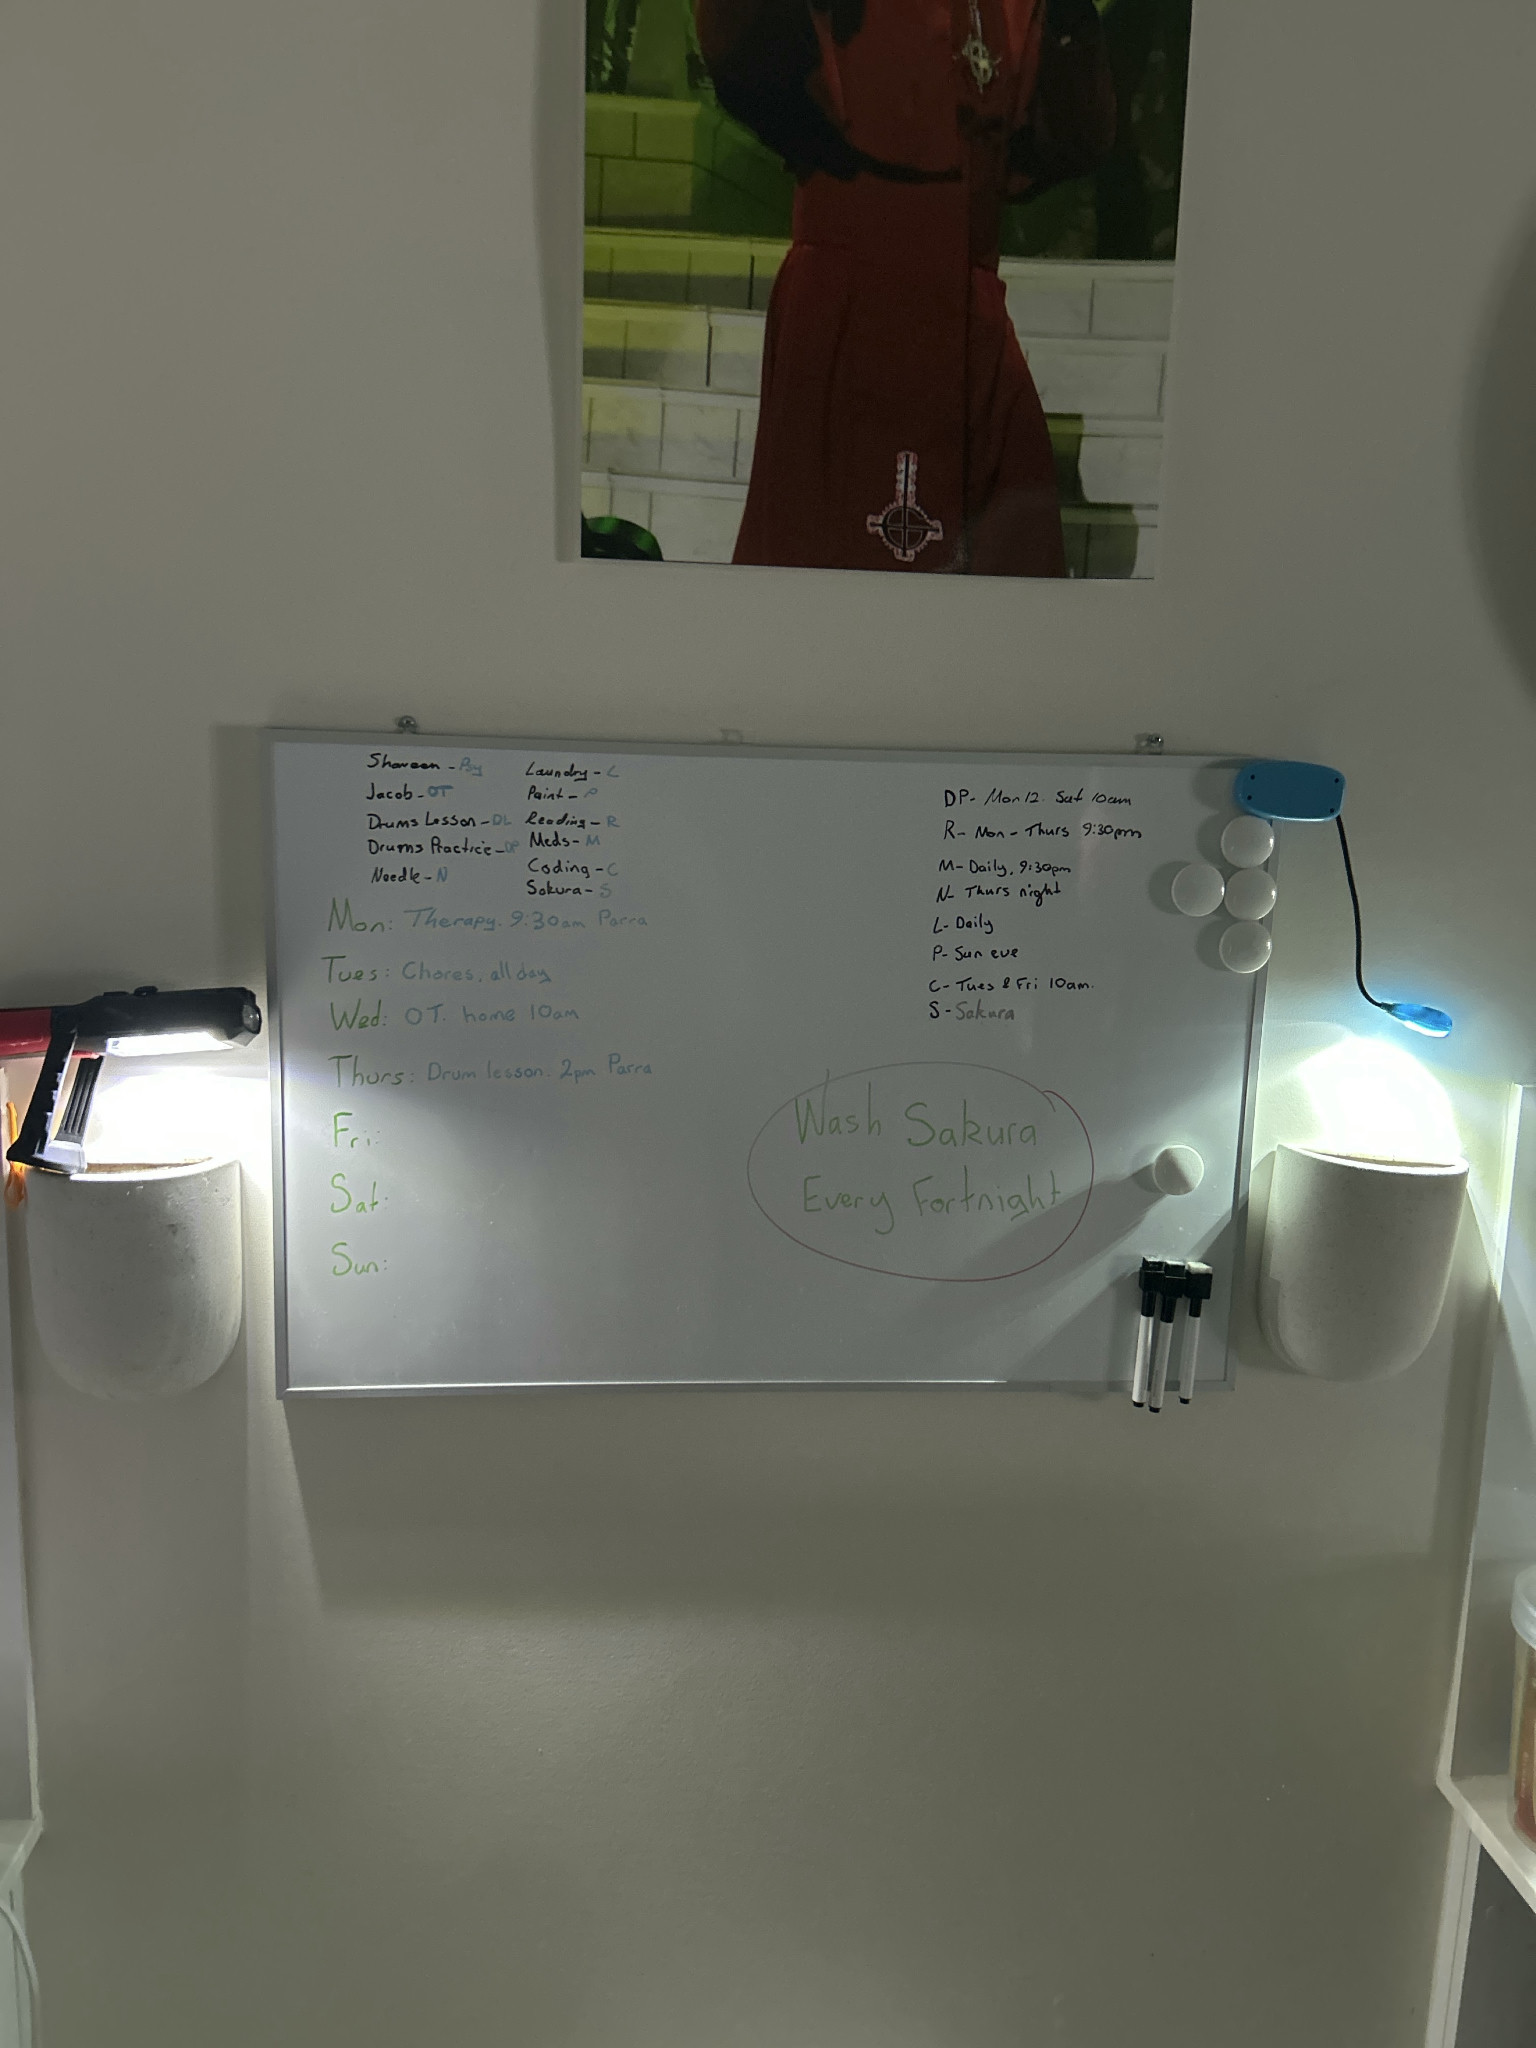 Shaveen - Psy
Jacob - OT
Drums Lesson - DL
Drums Practice - DP
Needle - N
Laundry - L
Paint - P
Reading - R
Meds - M
Coding - C
Sakura - S
Mon: Therapy. 9:30am Parra
Tues: Chores, all day
Wed: OT. home 10am
Thurs: Drum lesson. 2pm Parra
Fri:
Sat:
Sun:
DP- Mon 12. Sat 10am
R- Mon - Thurs 9:30pm
M- Daily, 9:30pm
N- Thurs night
L- Daily
P- Sun eve
C- Tues & Fri 10am.
S- Sakura
Wash Sakura
Every Fortnight